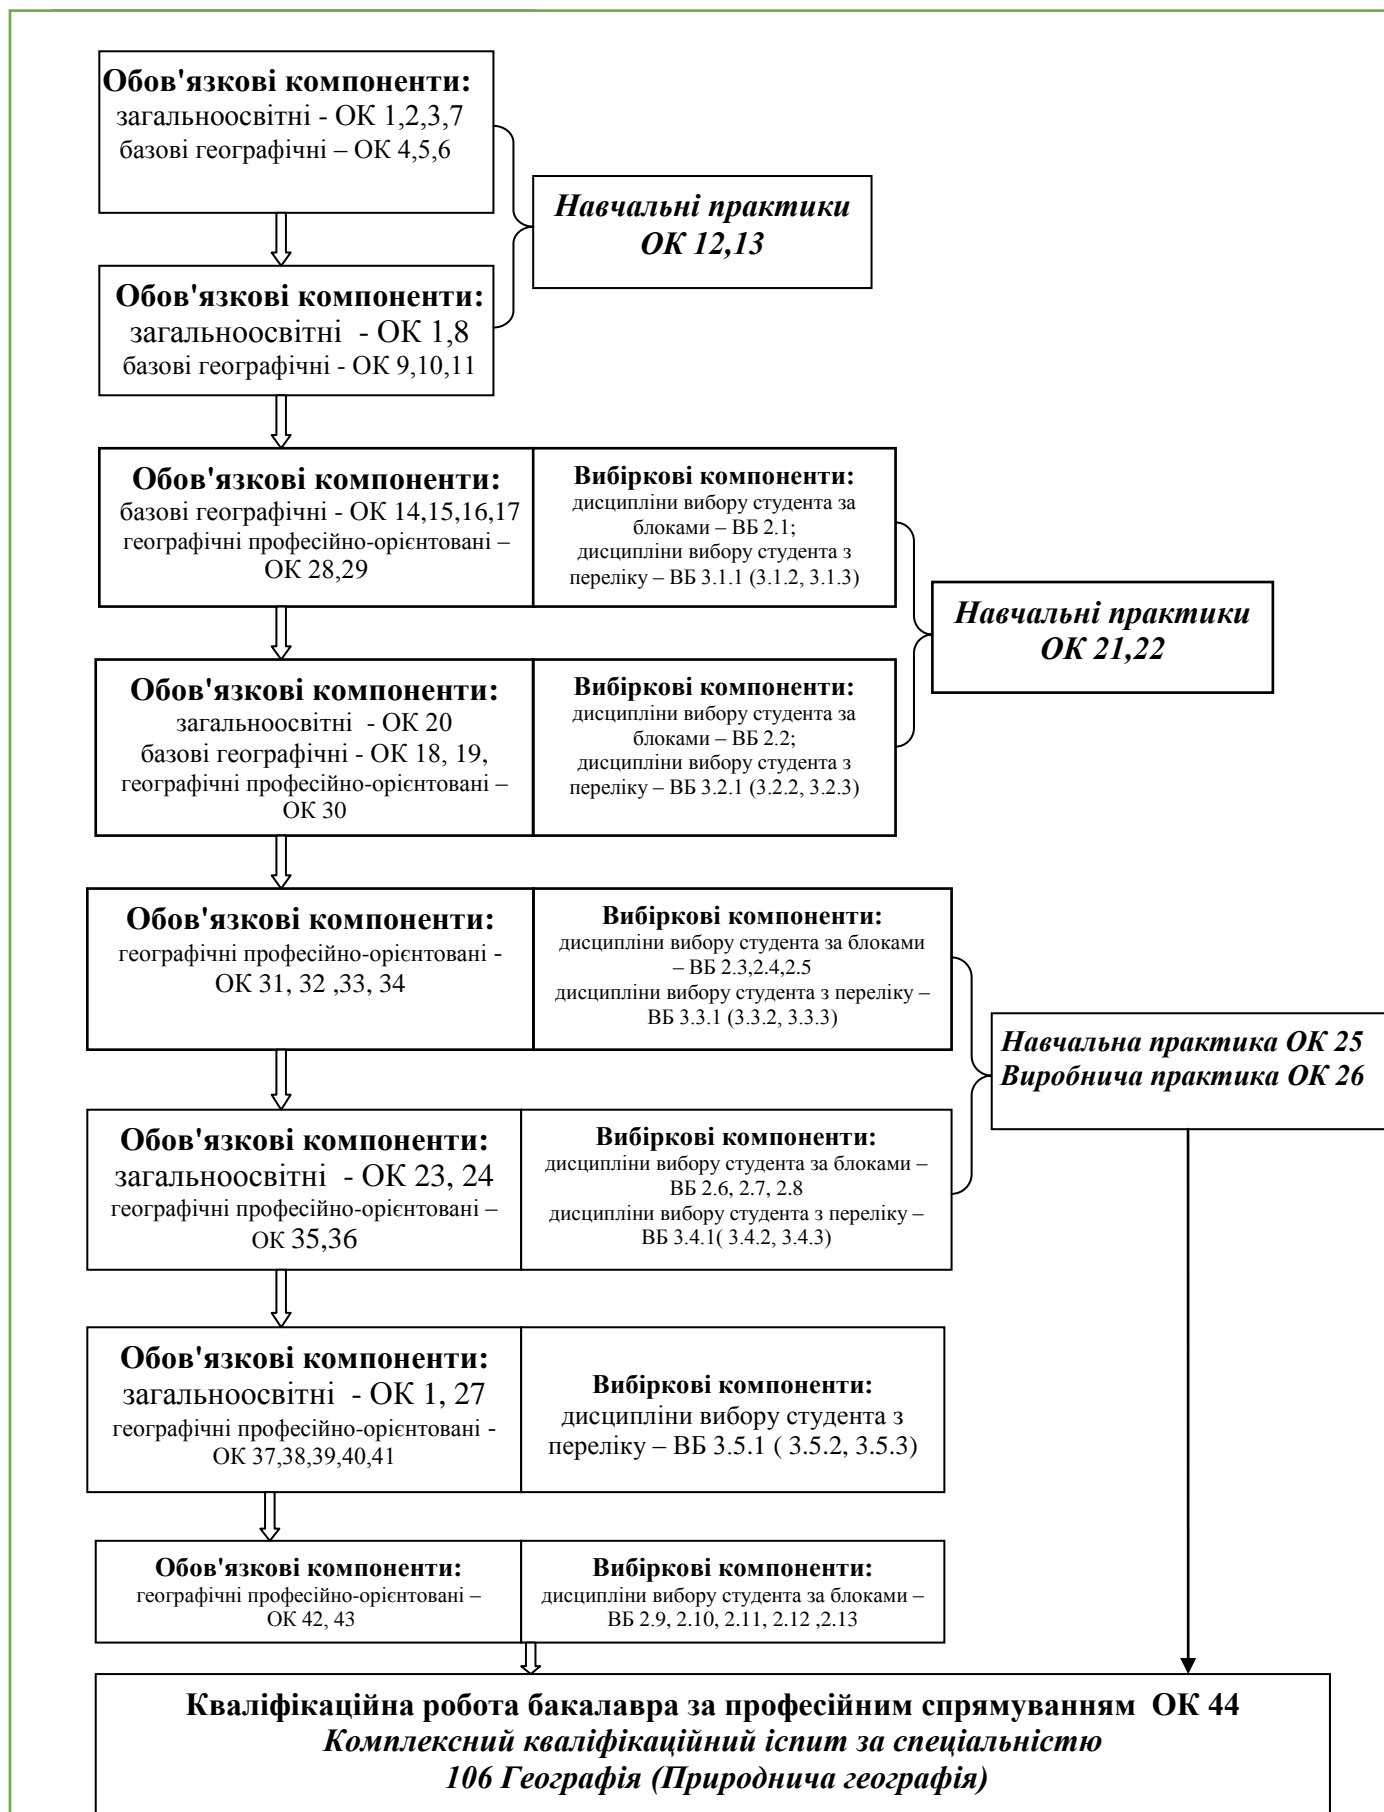 Обов'язкові компоненти:
загальноосвітні - ОК 1,2,3,7
базові географічні – ОК 4,5,6
Навчальні практики
ОК 12,13
Обов'язкові компоненти:
загальноосвітні - ОК 1,8
базові географічні - ОК 9,10,11
Обов'язкові компоненти:
базові географічні - ОК 14,15,16,17
географічні професійно-орієнтовані –
ОК 28,29
Вибіркові компоненти:
дисципліни вибору студента за
блоками – ВБ 2.1;
дисципліни вибору студента з
переліку – ВБ 3.1.1 (3.1.2, 3.1.3)
Навчальні практики
ОК 21,22
Обов'язкові компоненти:
загальноосвітні - ОК 20
базові географічні - ОК 18, 19,
географічні професійно-орієнтовані –
ОК 30
Вибіркові компоненти:
дисципліни вибору студента за
блоками – ВБ 2.2;
дисципліни вибору студента з
переліку – ВБ 3.2.1 (3.2.2, 3.2.3)
Обов'язкові компоненти:
географічні професійно-орієнтовані -
ОК 31, 32 ,33, 34
Вибіркові компоненти:
дисципліни вибору студента за блоками
– ВБ 2.3,2.4,2.5
дисципліни вибору студента з переліку –
ВБ 3.3.1 (3.3.2, 3.3.3)
Навчальна практика ОК 25
Виробнича практика ОК 26
Обов'язкові компоненти:
загальноосвітні - ОК 23, 24
географічні професійно-орієнтовані –
ОК 35,36
Вибіркові компоненти:
дисципліни вибору студента за блоками –
ВБ 2.6, 2.7, 2.8
дисципліни вибору студента з переліку –
ВБ 3.4.1( 3.4.2, 3.4.3)
Обов'язкові компоненти:
загальноосвітні - ОК 1, 27
географічні професійно-орієнтовані -
ОК 37,38,39,40,41
Вибіркові компоненти:
дисципліни вибору студента з
переліку – ВБ 3.5.1 ( 3.5.2, 3.5.3)
Обов'язкові компоненти:
географічні професійно-орієнтовані –
ОК 42, 43
Вибіркові компоненти:
дисципліни вибору студента за блоками –
ВБ 2.9, 2.10, 2.11, 2.12 ,2.13
Кваліфікаційна робота бакалавра за професійним спрямуванням ОК 44
Комплексний кваліфікаційний іспит за спеціальністю
106 Географія (Природнича географія)